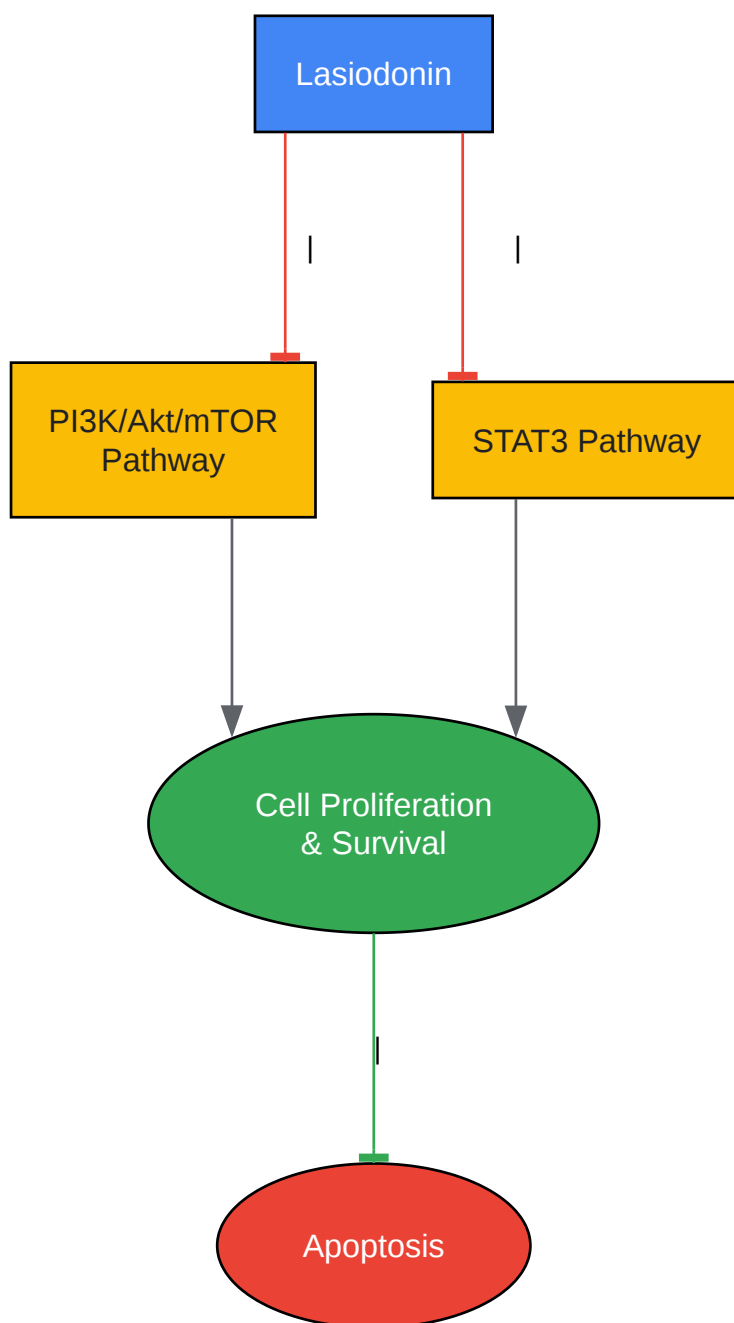 Lasiodonin
|
|
PI3K/Akt/mTOR
Pathway
STAT3 Pathway
Cell Proliferation
& Survival
|
Apoptosis